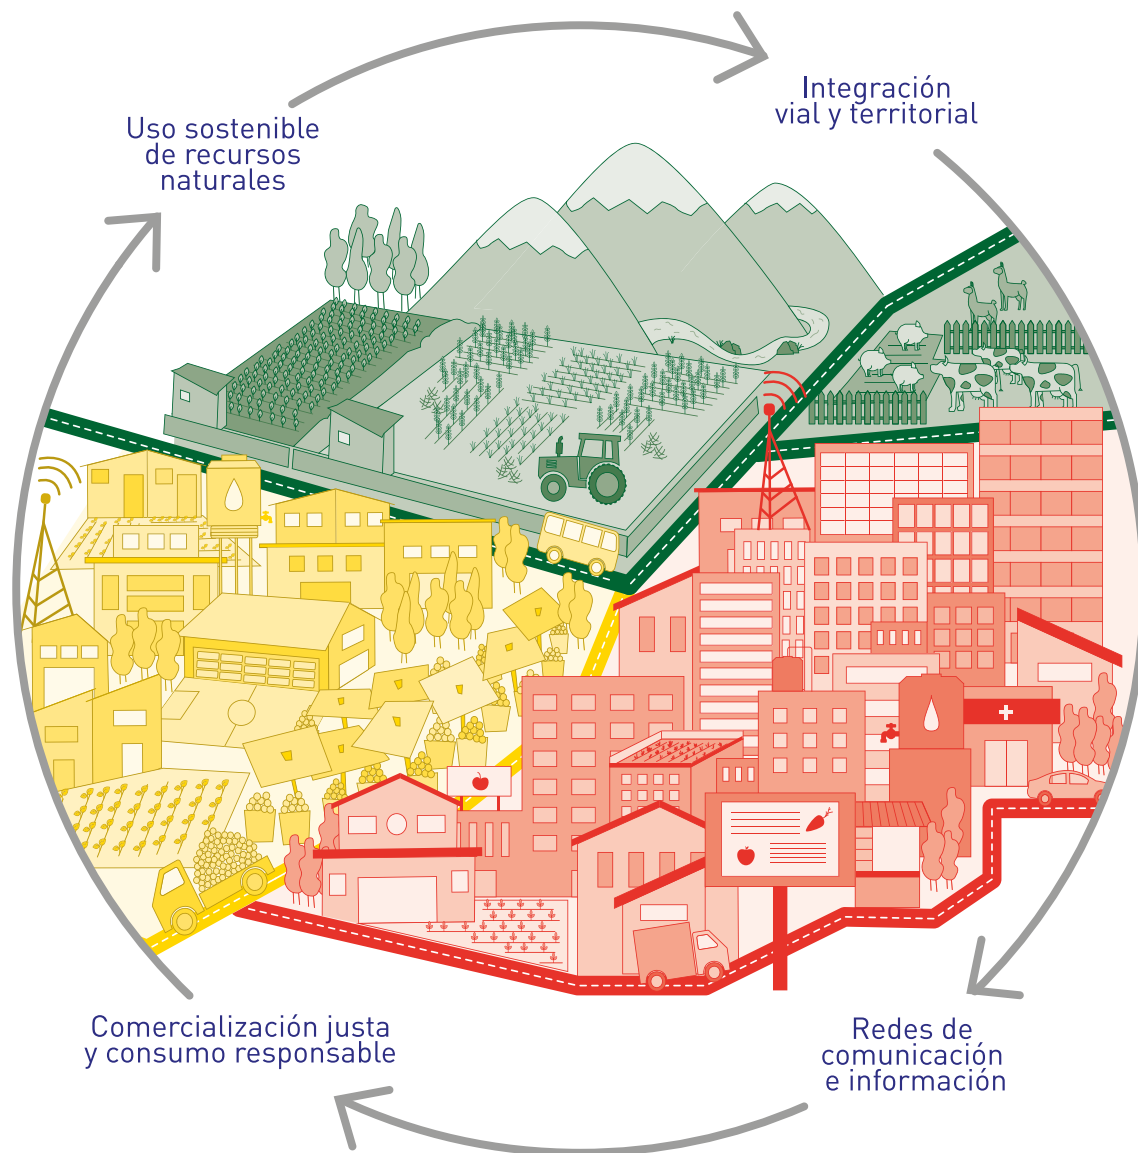 Uso sostenible
de recursos
naturales
Integración
vial y territorial
Comercialización justa
y consumo responsable
Redes de
comunicación
e información